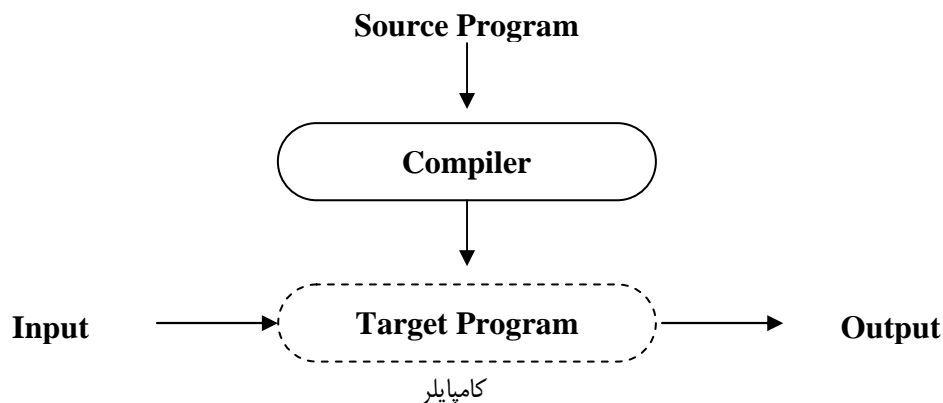 Source Program
Compiler
Input
Target Program
Output
کامپایلر